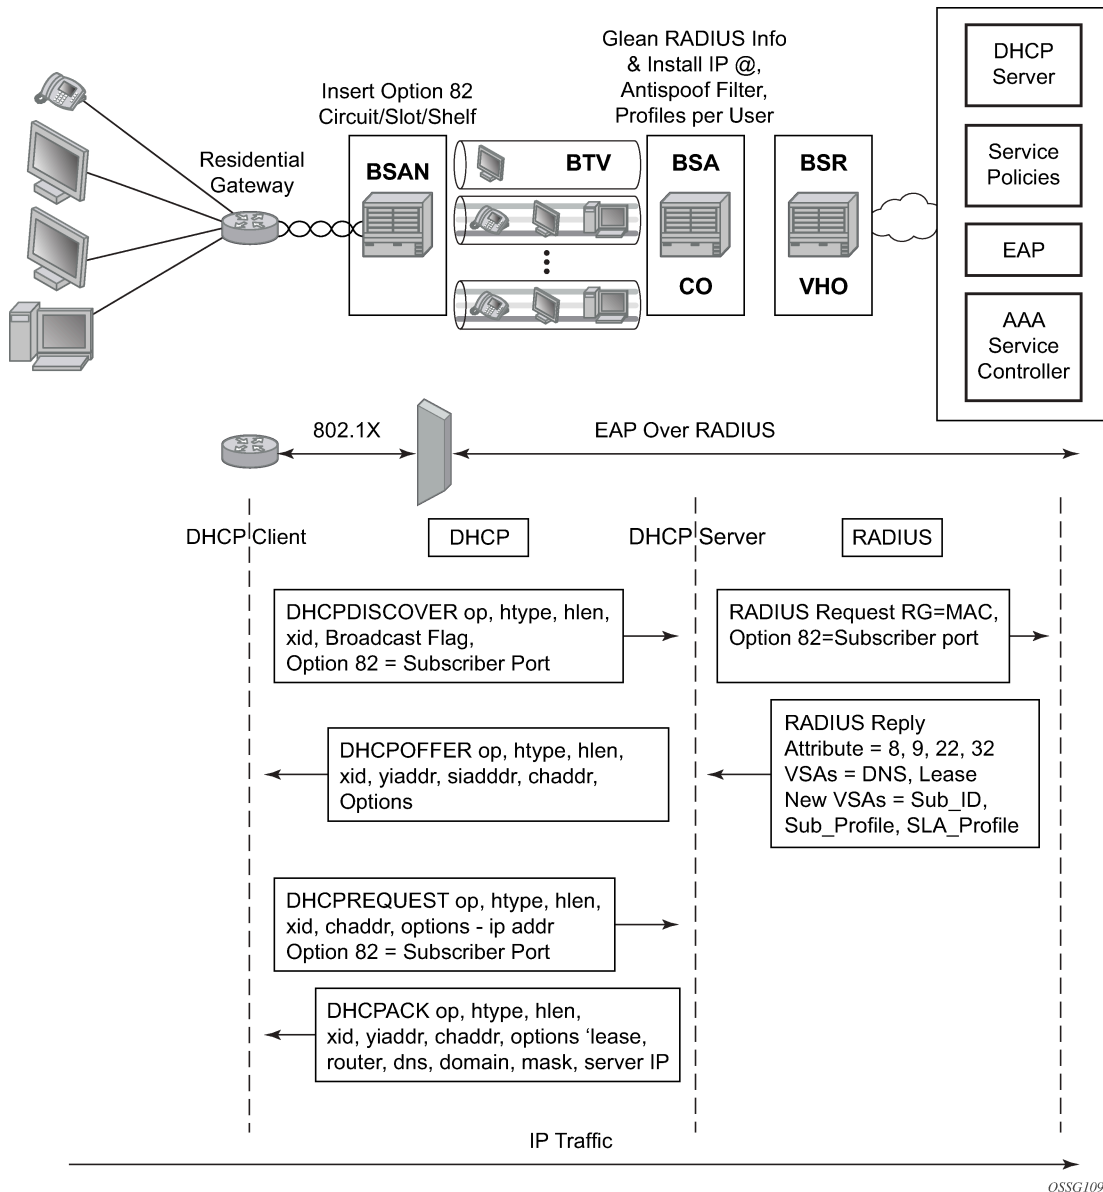 Glean RADIUS Info
& Install IP @,
Antispoof Filter,
Profiles per User
Insert Option 82
Circuit/Slot/Shelf
Residential
Gateway
BSAN
BTV
BSA
CO
BSR
VHO
DHCP
Server
Service
Policies
EAP
AAA
Service
Controller
802.1X
EAP Over RADIUS
DHCP Client
DHCP
DHCP Server
RADIUS
DHCPDISCOVER op, htype, hlen,
xid, Broadcast Flag,
Option 82 = Subscriber Port
RADIUS Request RG=MAC,
Option 82=Subscriber port
RADIUS Reply
Attribute = 8, 9, 22, 32
VSAs = DNS, Lease
New VSAs = Sub_ID,
Sub_Profile, SLA_Profile
DHCPOFFER op, htype, hlen,
xid, yiaddr, siadddr, chaddr,
Options
DHCPREQUEST op, htype, hlen,
xid, chaddr, options - ip addr
Option 82 = Subscriber Port
DHCPACK op, htype, hlen,
xid, yiaddr, chaddr, options ‘lease,
router, dns, domain, mask, server IP
IP Traffic
OSSG109